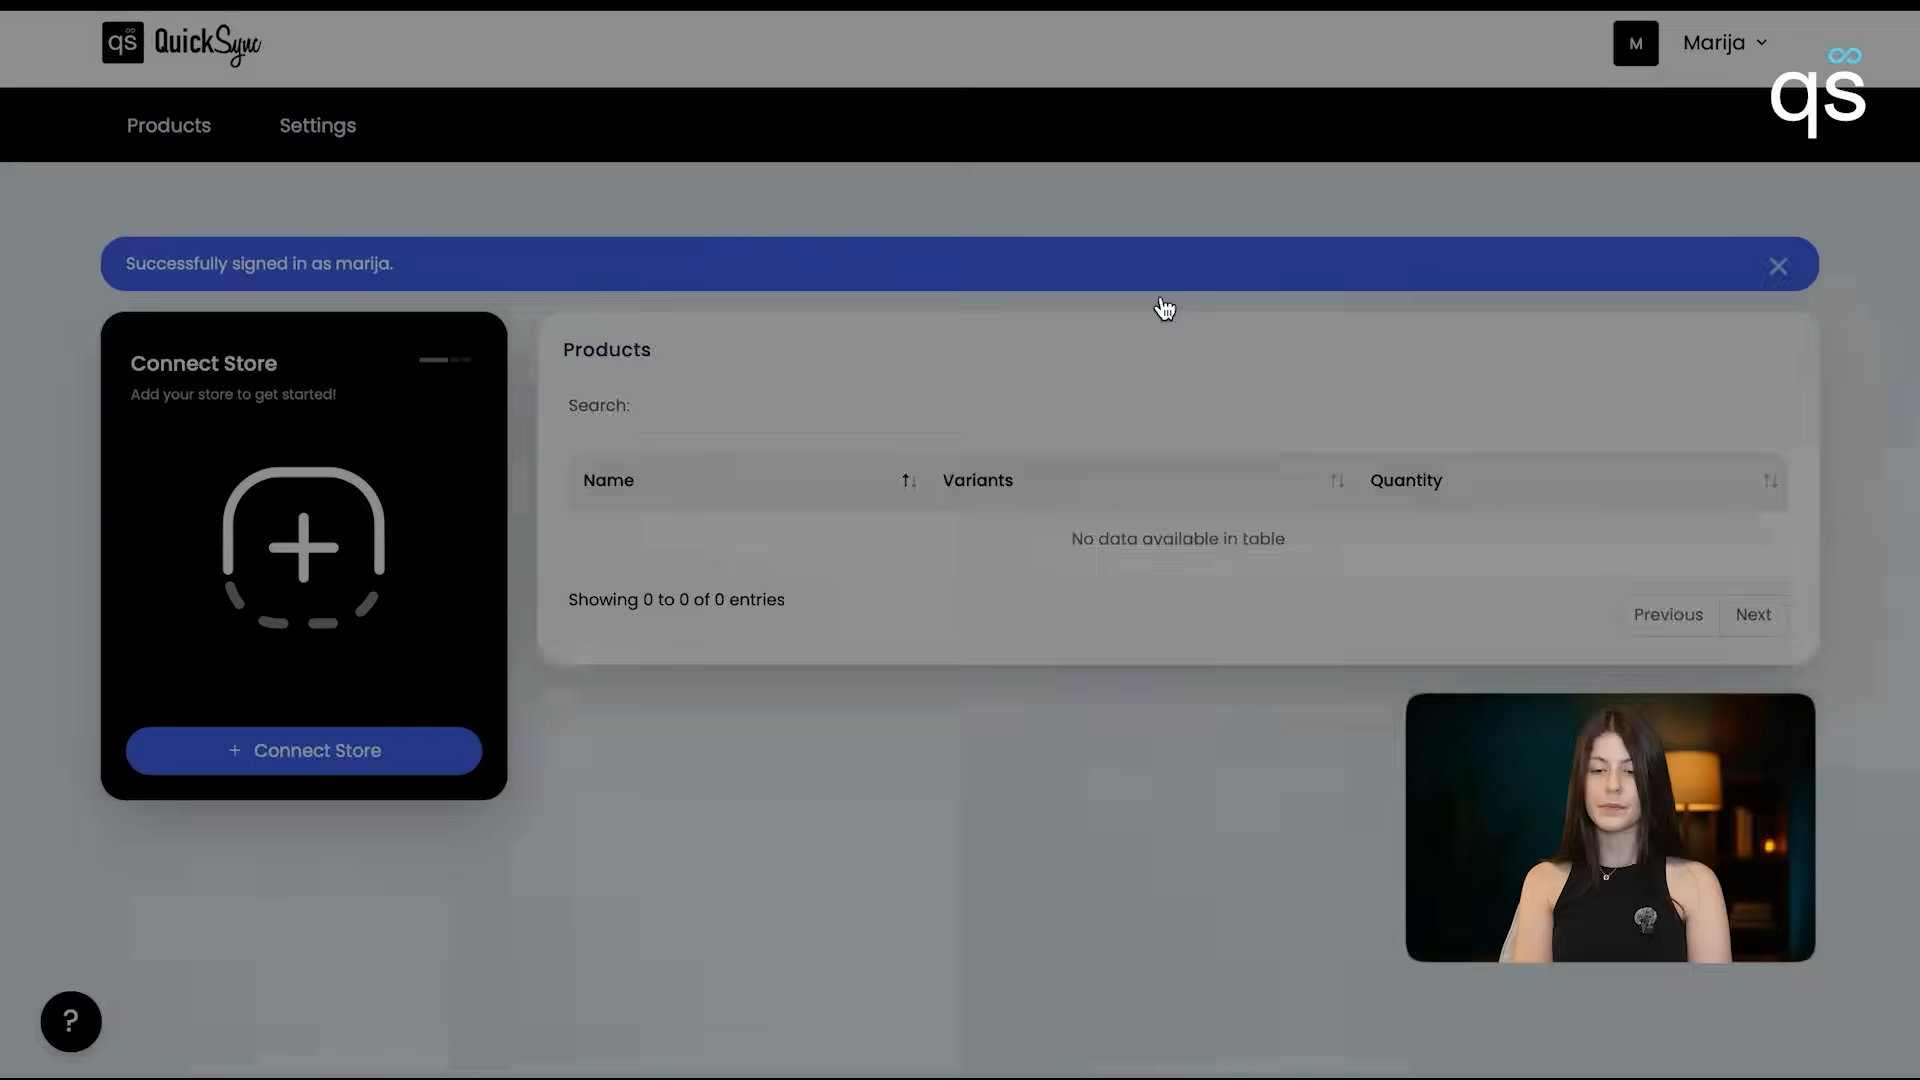 qs QuickSync
M Marija
qs
Products Settings
Successfully signed in as marija.
Connect Store
Add your store to get started!
+ Connect Store
Products
Search:
Name Variants Quantity
No data available in table
Showing 0 to 0 of 0 entries
Previous Next
?